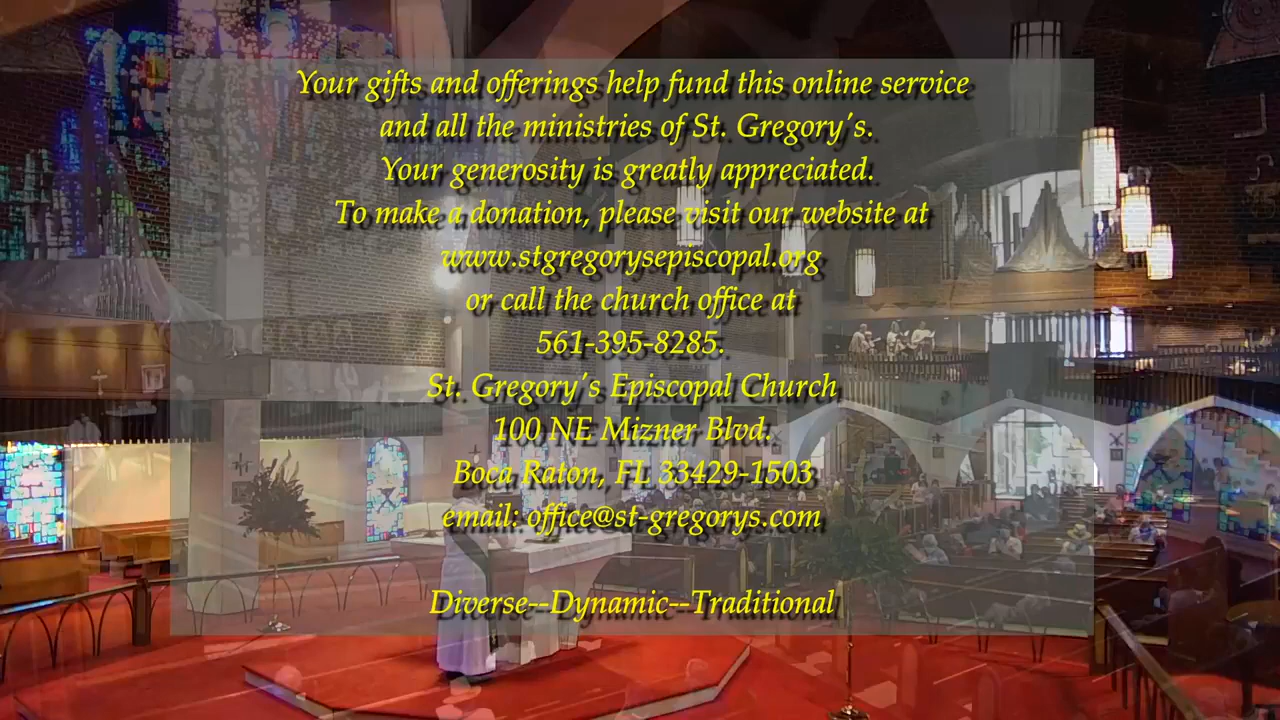 Your gifts and offerings help fund this online service
and all the ministries of St. Gregory's.
Your generosity is greatly appreciated.
To make a donation, please visit our website at
www.stgregorysepiscopal.org
or call the church office at
561-395-8285.
St. Gregory's Episcopal Church
100 NE Mizner Blvd.
Boca Raton, FL 33429-1503
email: office@st-gregorys.com
Diverse--Dynamic--Traditional